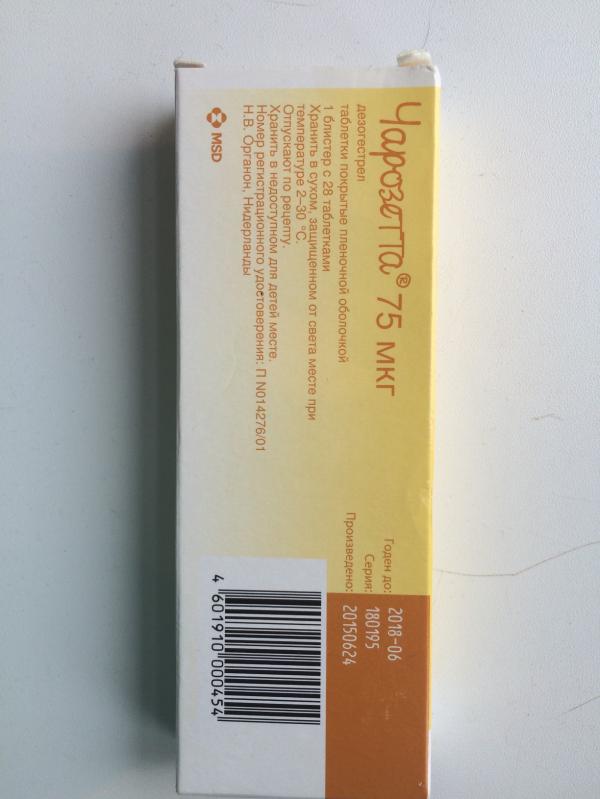 Чарозетта® 75 мкг
дезогестрел
таблетки покрытые пленочной оболочкой
1 блистер с 28 таблетками
Хранить в сухом, защищенном от света месте при
температуре 2–30 °C.
Отпускают по рецепту.
Хранить в недоступном для детей месте.
Номер регистрационного удостоверения: П N014276/01
Н.В. Органон, Нидерланды
MSD
Годен до: 2018-06
Серия: 180195
Произведено: 20150624
4 601910 000454